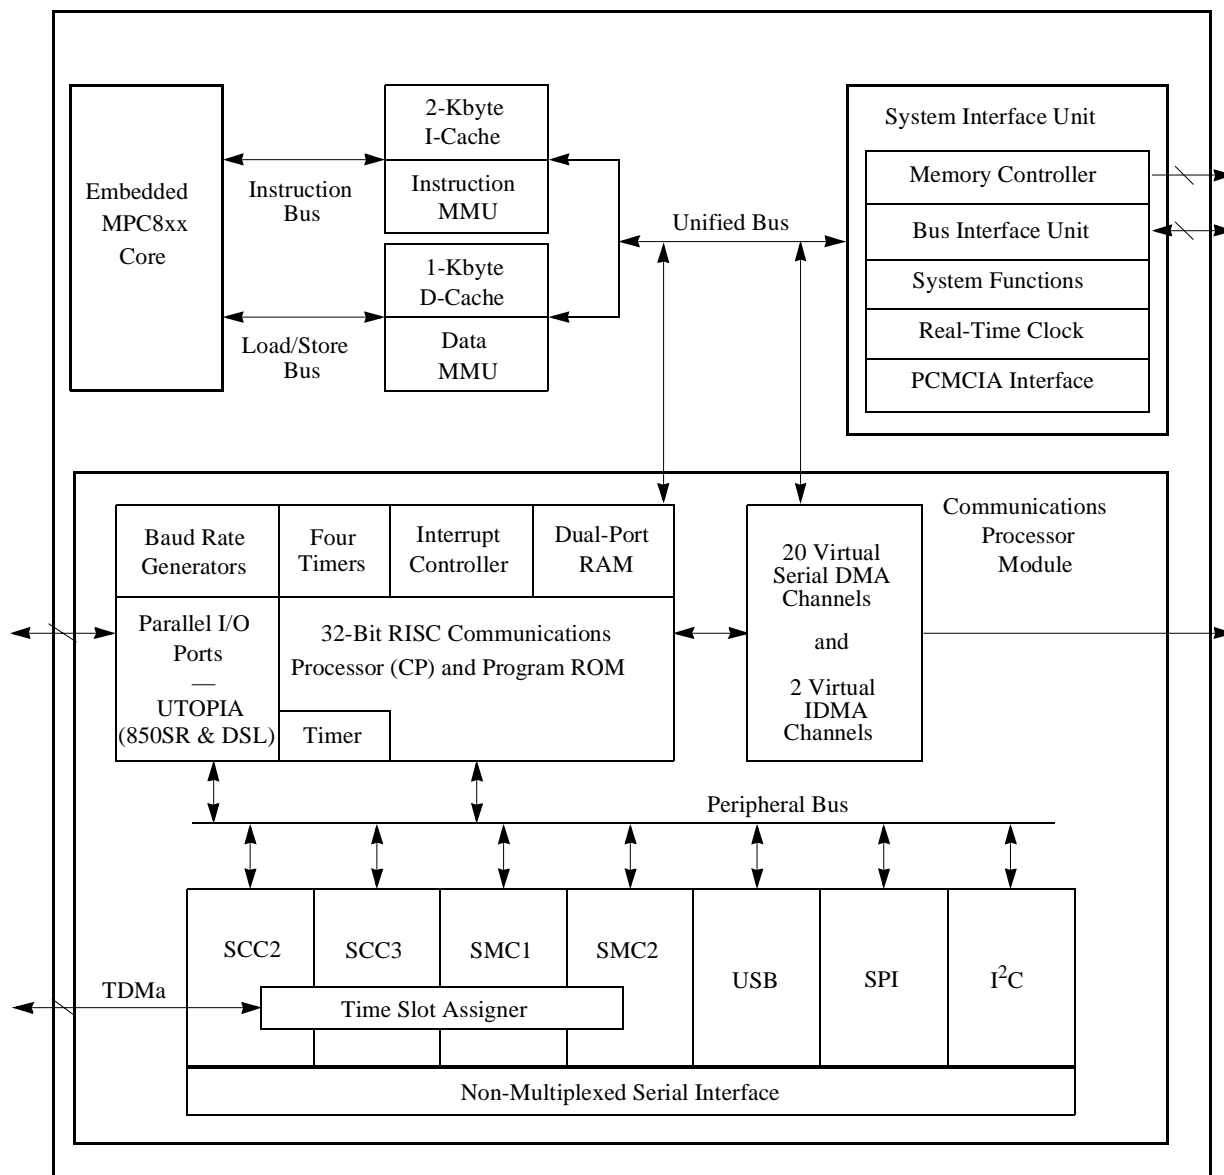 2-Kbyte
I-Cache
Instruction
MMU
Embedded
MPC8xx
Core
Instruction
Bus
1-Kbyte
D-Cache
Data
MMU
Load/Store
Bus
Unified Bus
System Interface Unit
Memory Controller
Bus Interface Unit
System Functions
Real-Time Clock
PCMCIA Interface
Communications
Processor
Module
Baud Rate
Generators
Four
Timers
Interrupt
Controller
Dual-Port
RAM
Parallel I/O
Ports
—
UTOPIA
(850SR & DSL)
32-Bit RISC Communications
Processor (CP) and Program ROM
Timer
20 Virtual
Serial DMA
Channels
and
2 Virtual
IDMA
Channels
Peripheral Bus
SCC2
SCC3
SMC1
SMC2
USB
SPI
I²C
TDMa
Time Slot Assigner
Non-Multiplexed Serial Interface